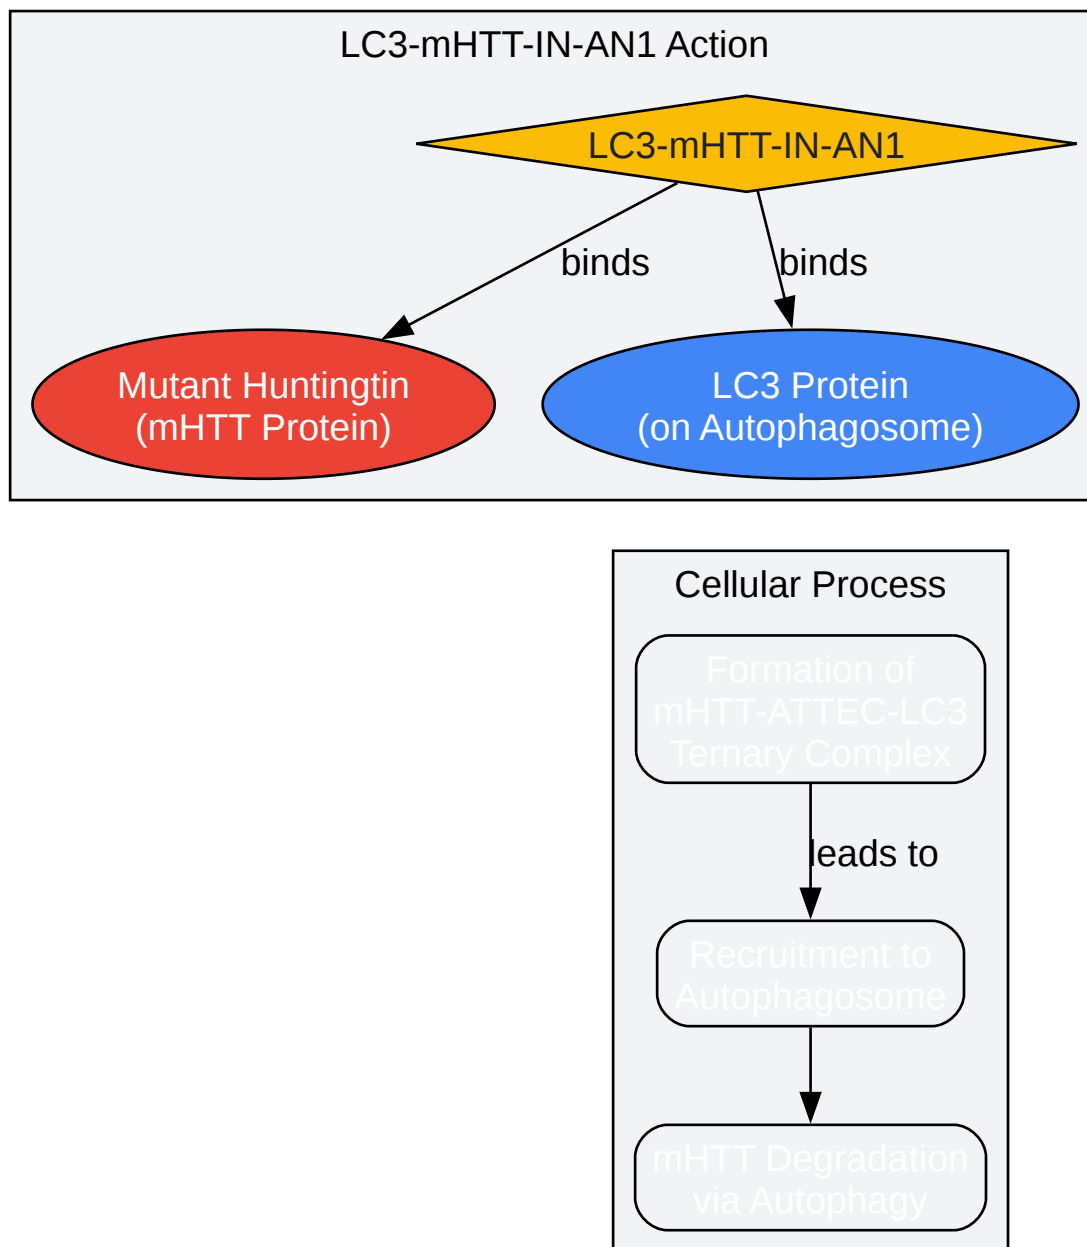 LC3-mHTT-IN-AN1 Action
LC3-mHTT-IN-AN1
binds
binds
Mutant Huntingtin
(mHTT Protein)
LC3 Protein
(on Autophagosome)
Cellular Process
Formation of
mHTT-ATTEC-LC3
Ternary Complex
leads to
Recruitment to
Autophagosome
mHTT Degradation
via Autophagy